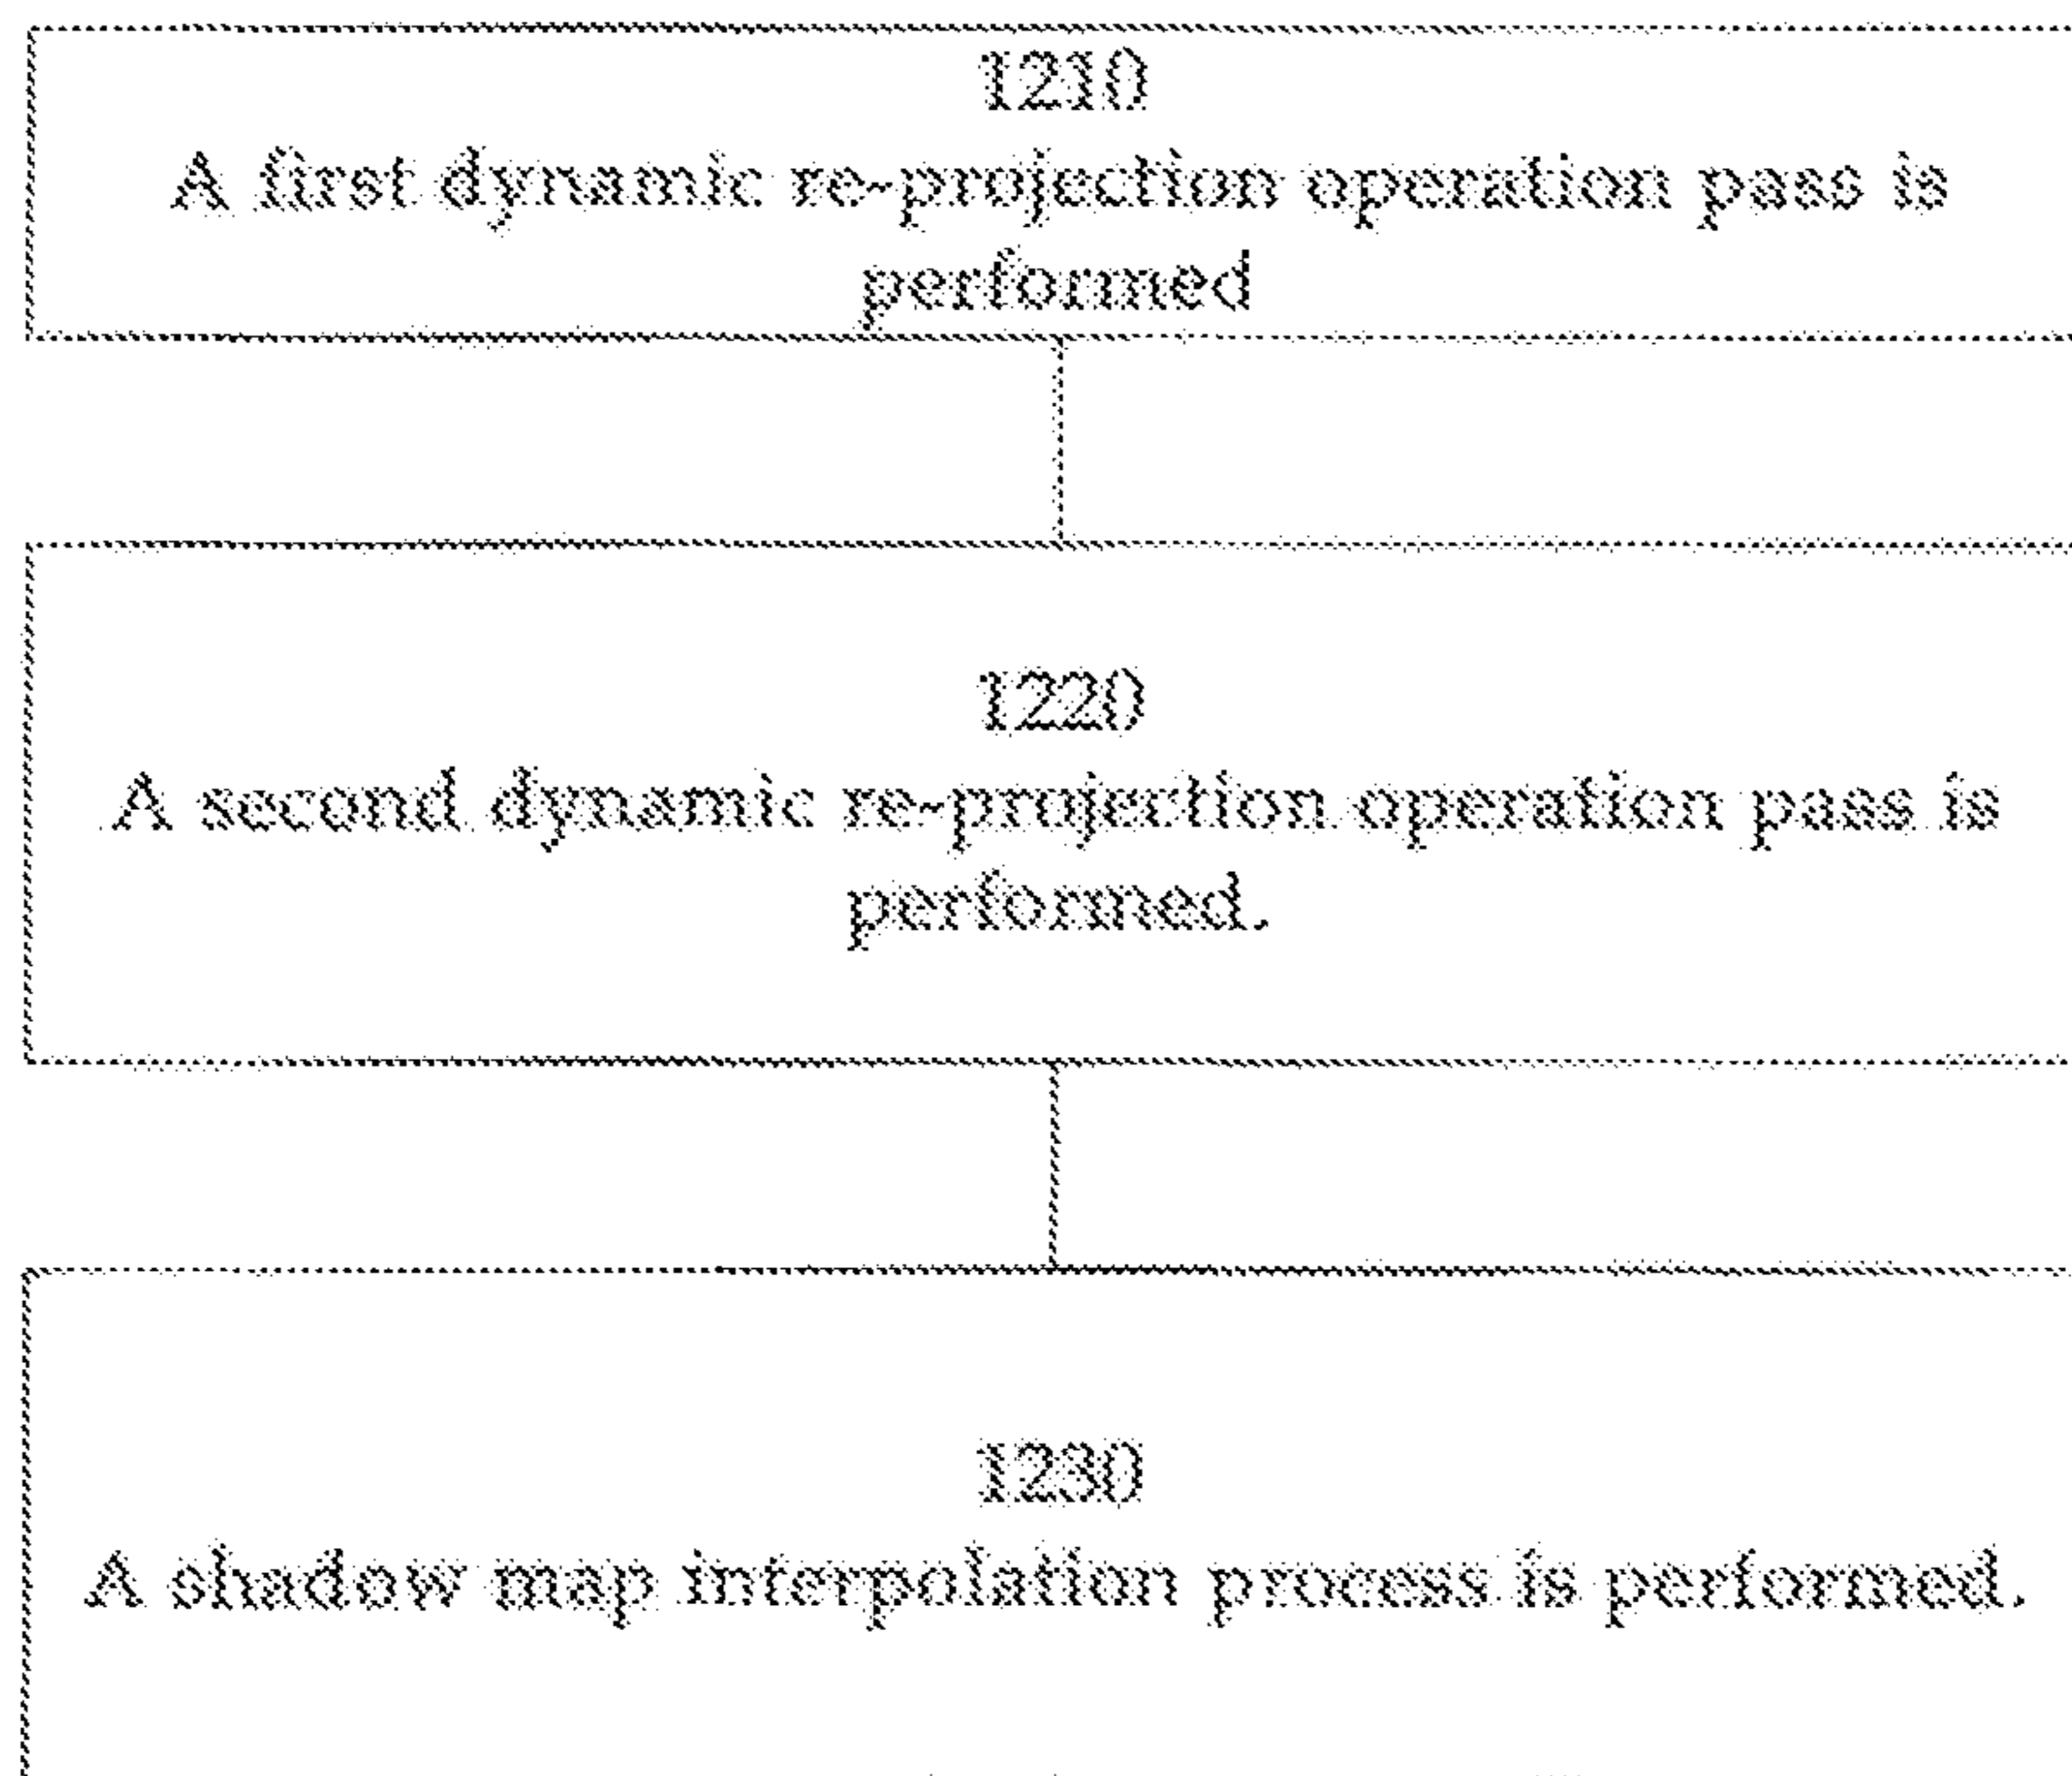 1210
A first dynamic re-projection operation pass is
performed
1220
A second dynamic re-projection operation pass is
performed.
1230
A shadow map interpolation process is performed.